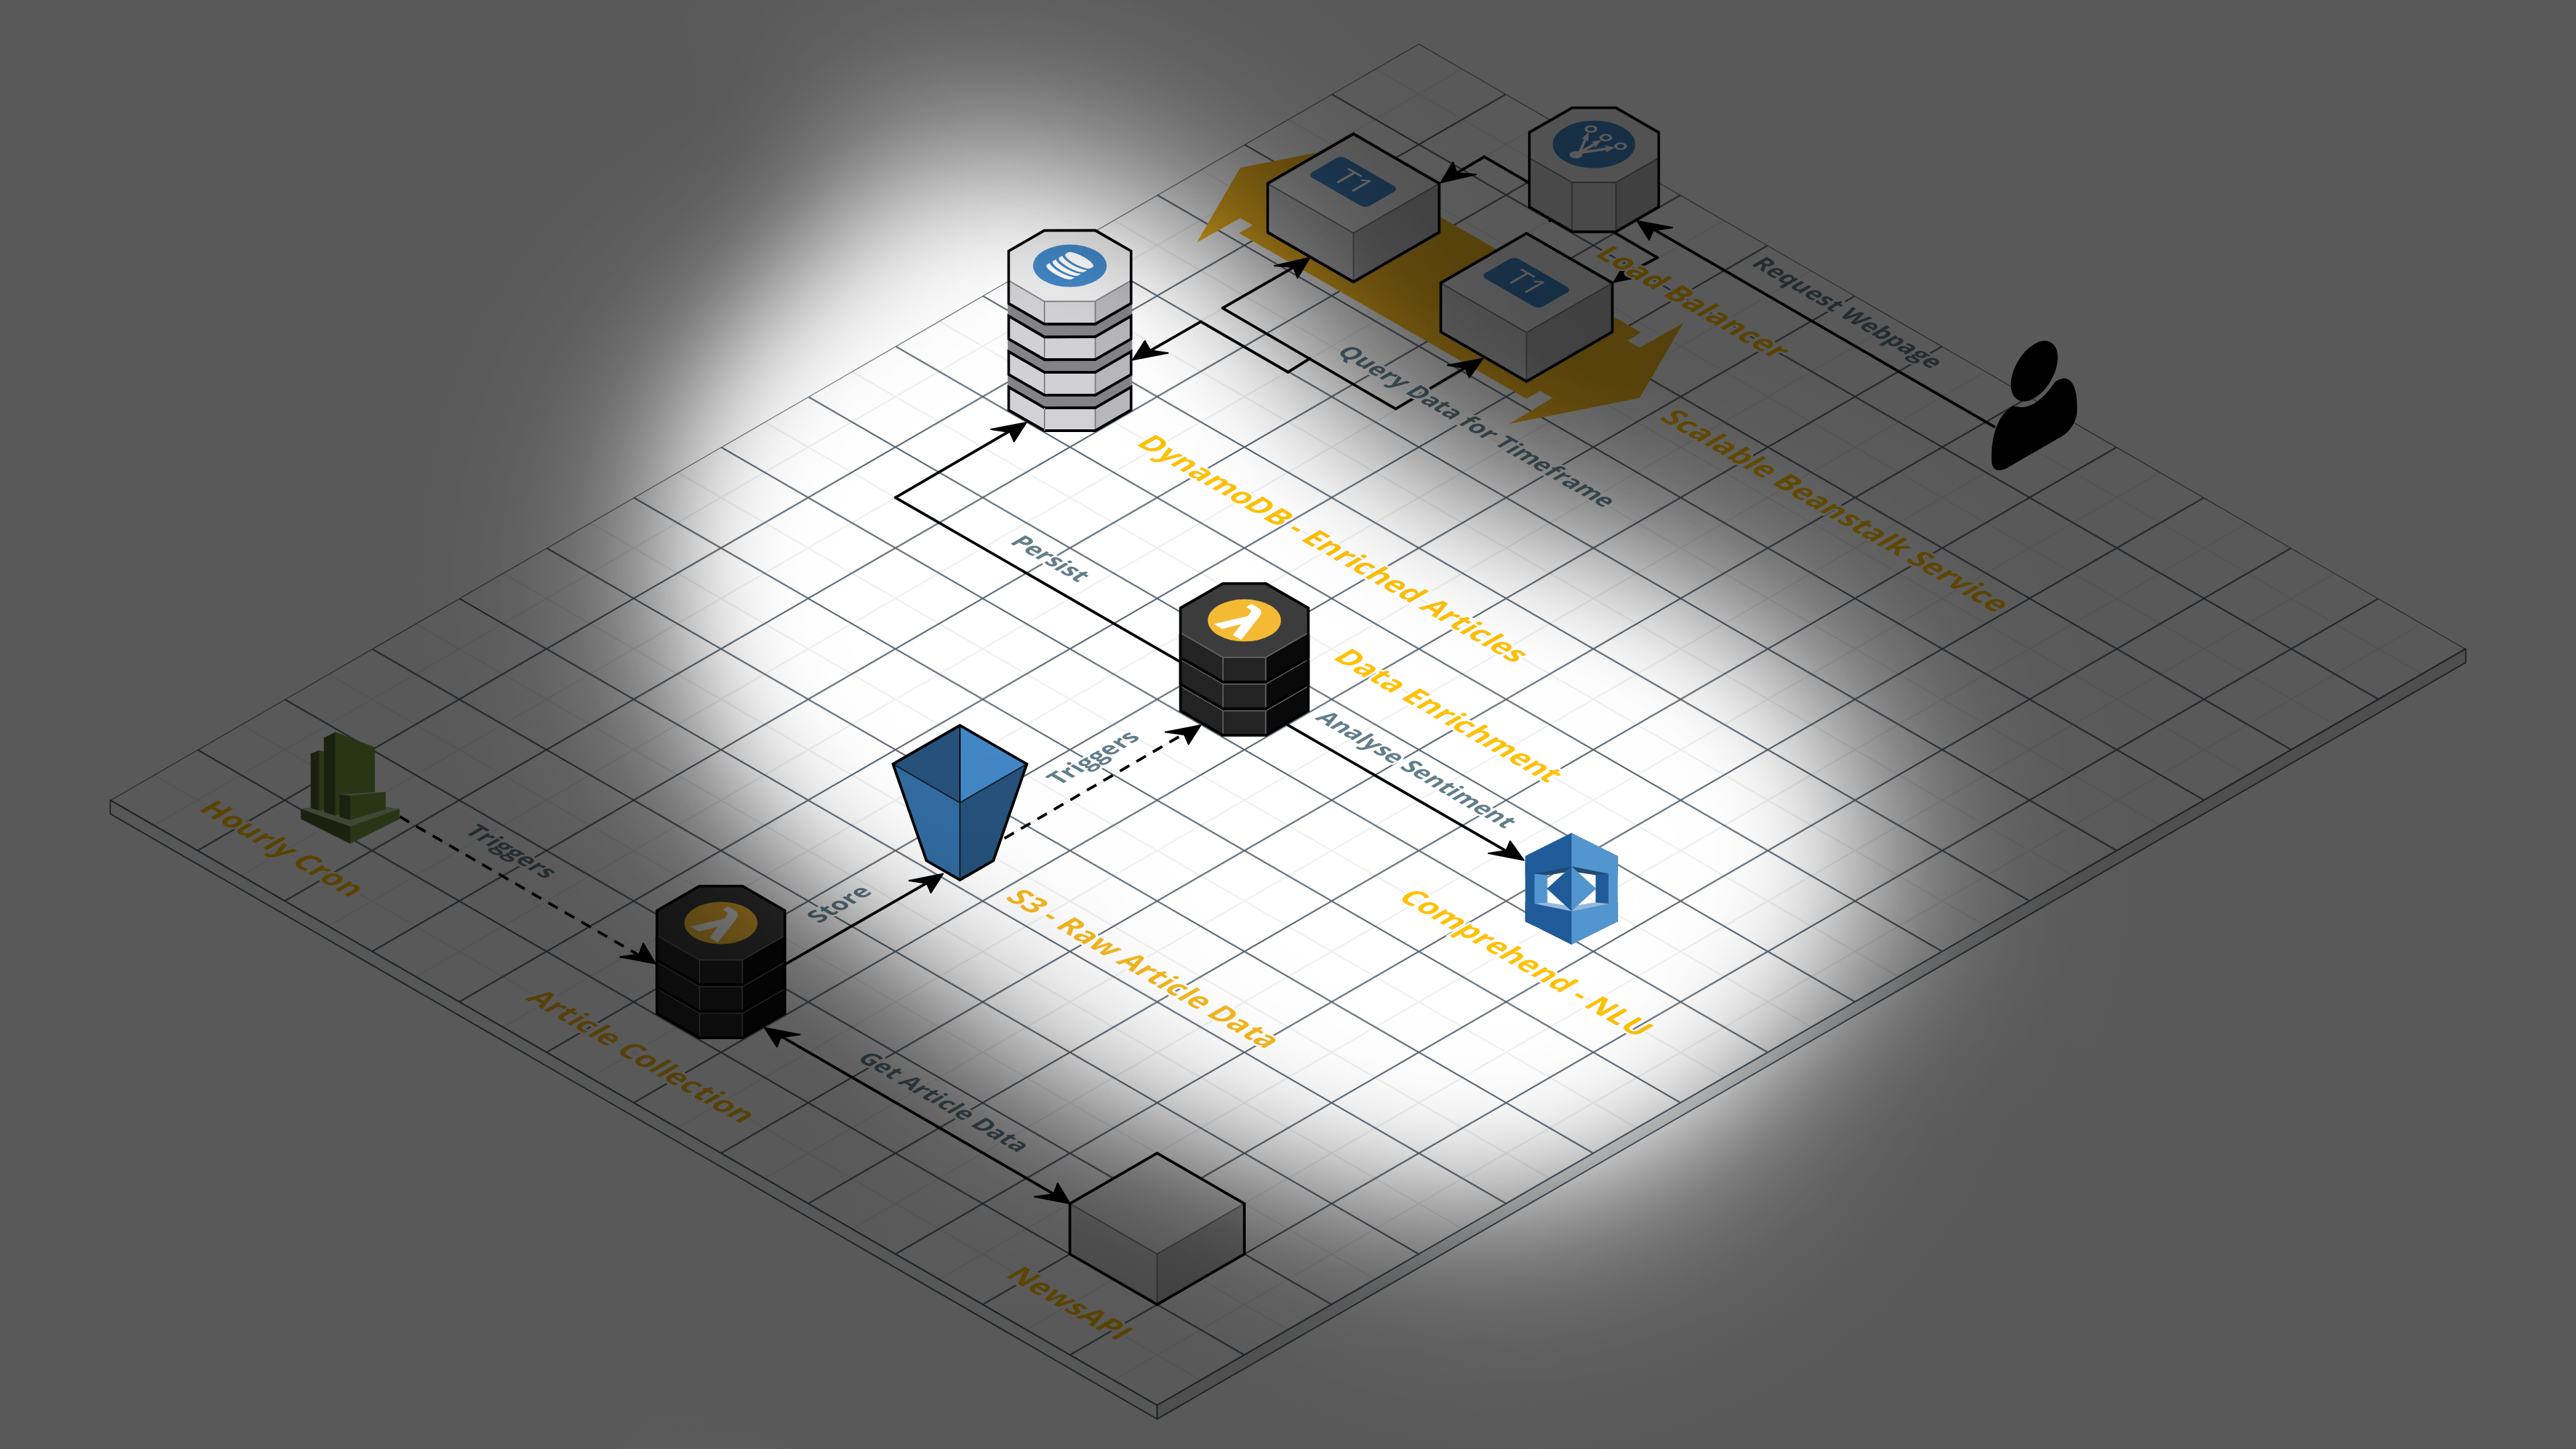 T1
T1
Load Balancer
Request Webpage
Query Data for Timeframe
Scalable Beanstalk Service
DynamoDB - Enriched Articles
Persist
Data Enrichment
Analyse Sentiment
Triggers
Comprehend - NLU
Hourly Cron
Triggers
Store
S3 - Raw Article Data
Article Collection
Get Article Data
NewsAPI